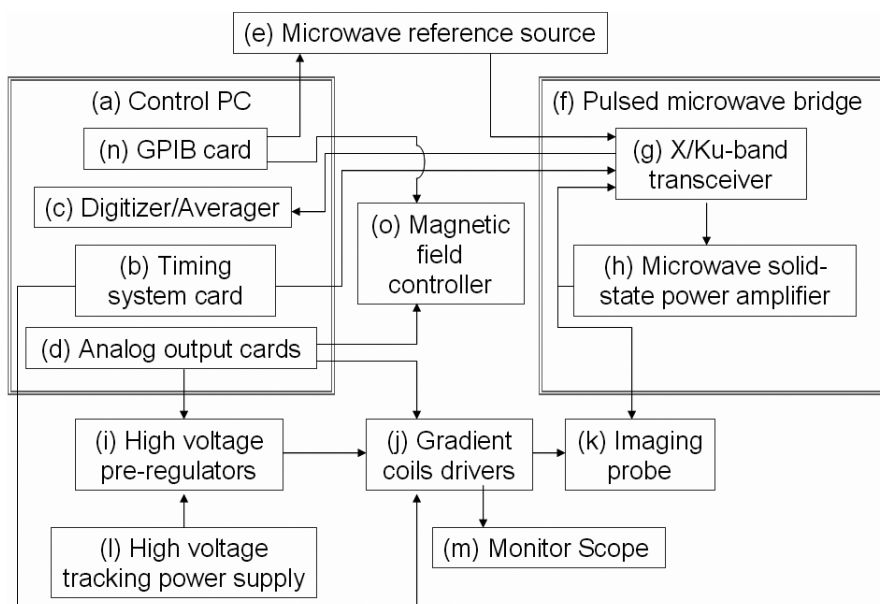 (e) Microwave reference source
(a) Control PC
(f) Pulsed microwave bridge
(n) GPIB card
(g) X/Ku-band
transceiver
(c) Digitizer/Averager
(o) Magnetic
field
controller
(b) Timing
system card
(h) Microwave solid-
state power amplifier
(d) Analog output cards
(i) High voltage
pre-regulators
(j) Gradient
coils drivers
(k) Imaging
probe
(l) High voltage
tracking power supply
(m) Monitor Scope